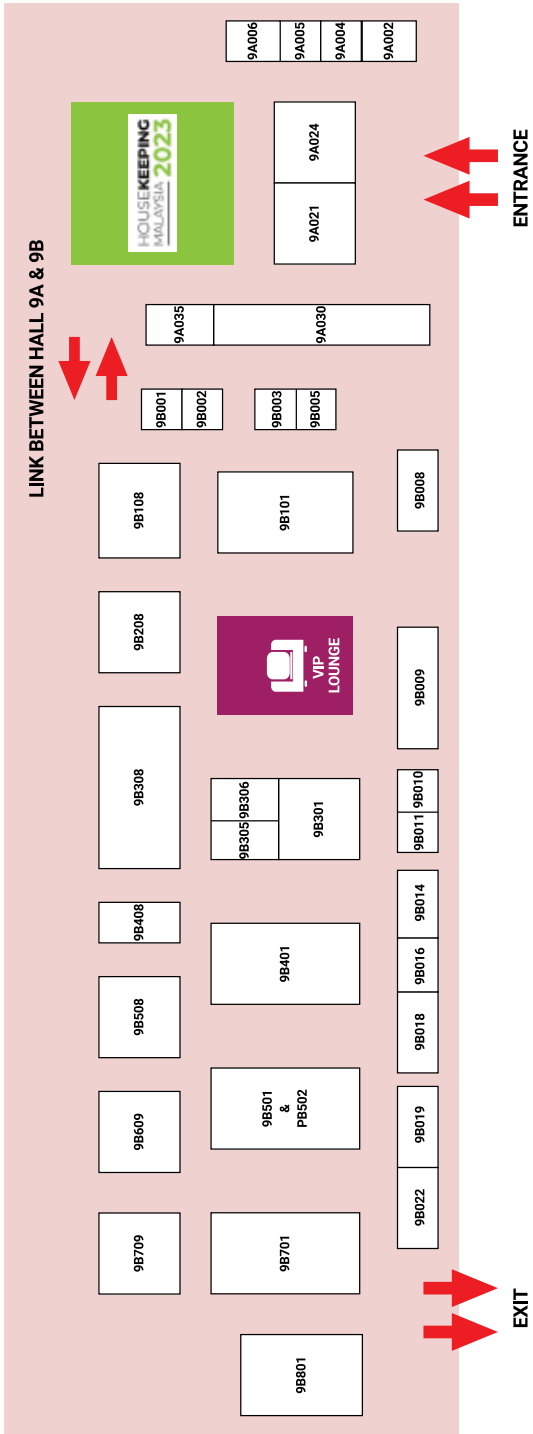 9A006
9A005
9A004
9A002
HOUSEKEEPING
MALAYSIA 2023
9A024
9A021
ENTRANCE
LINK BETWEEN HALL 9A & 9B
9A035
9A030
9B001
9B002
9B003
9B005
9B108
9B101
9B008
9B208
VIP
LOUNGE
9B009
9B308
9B306
9B305
9B301
9B010
9B011
9B408
9B401
9B014
9B016
9B018
9B508
9B501
&
PB502
9B609
9B019
9B022
9B709
9B701
EXIT
9B801